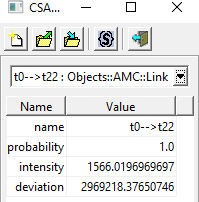 CSA...
t0-->t22 : Objects::AMC::Link
Name Value
name t0-->t22
probability 1.0
intensity 1566.0196969697
deviation 2969218.37650746